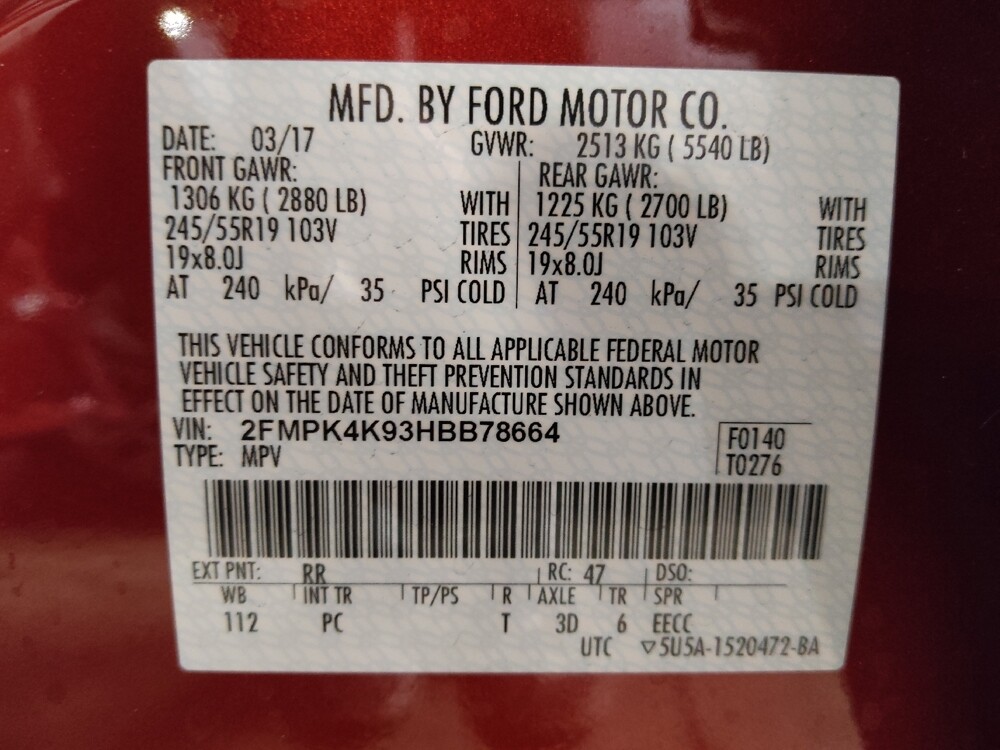 MFD. BY FORD MOTOR CO.
DATE: 03/17 GVWR: 2513 KG ( 5540 LB)
FRONT GAWR: REAR GAWR:
1306 KG ( 2880 LB) WITH 1225 KG ( 2700 LB) WITH
245/55R19 103V TIRES 245/55R19 103V TIRES
19x8.0J RIMS 19x8.0J RIMS
AT 240 kPa/ 35 PSI COLD AT 240 kPa/ 35 PSI COLD
THIS VEHICLE CONFORMS TO ALL APPLICABLE FEDERAL MOTOR
VEHICLE SAFETY AND THEFT PREVENTION STANDARDS IN
EFFECT ON THE DATE OF MANUFACTURE SHOWN ABOVE.
VIN: 2FMPK4K93HBB78664 F0140
TYPE: MPV T0276
EXT PNT: RR RC: 47 DSO:
WB INT TR TP/PS R AXLE TR SPR
112 PC T 3D 6 EECC
UTC ▽5U5A-1520472-BA